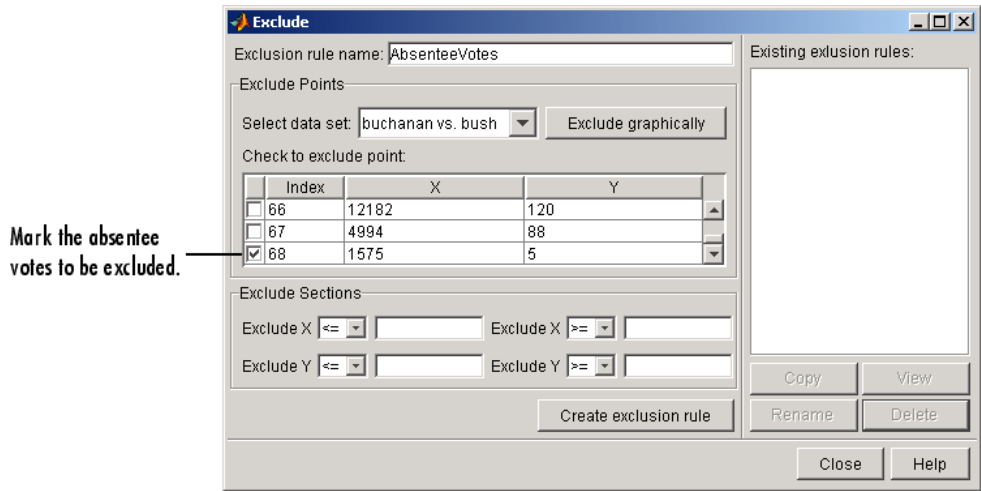 Exclude
Exclusion rule name: AbsenteeVotes
Existing exlusion rules:
Exclude Points
Select data set: buchanan vs. bush Exclude graphically
Check to exclude point:
Index X Y
66 12182 120
67 4994 88
68 1575 5
Mark the absentee
votes to be excluded.
Exclude Sections
Exclude X <= Exclude X >=
Exclude Y <= Exclude Y >=
Copy View
Create exclusion rule
Rename Delete
Close Help